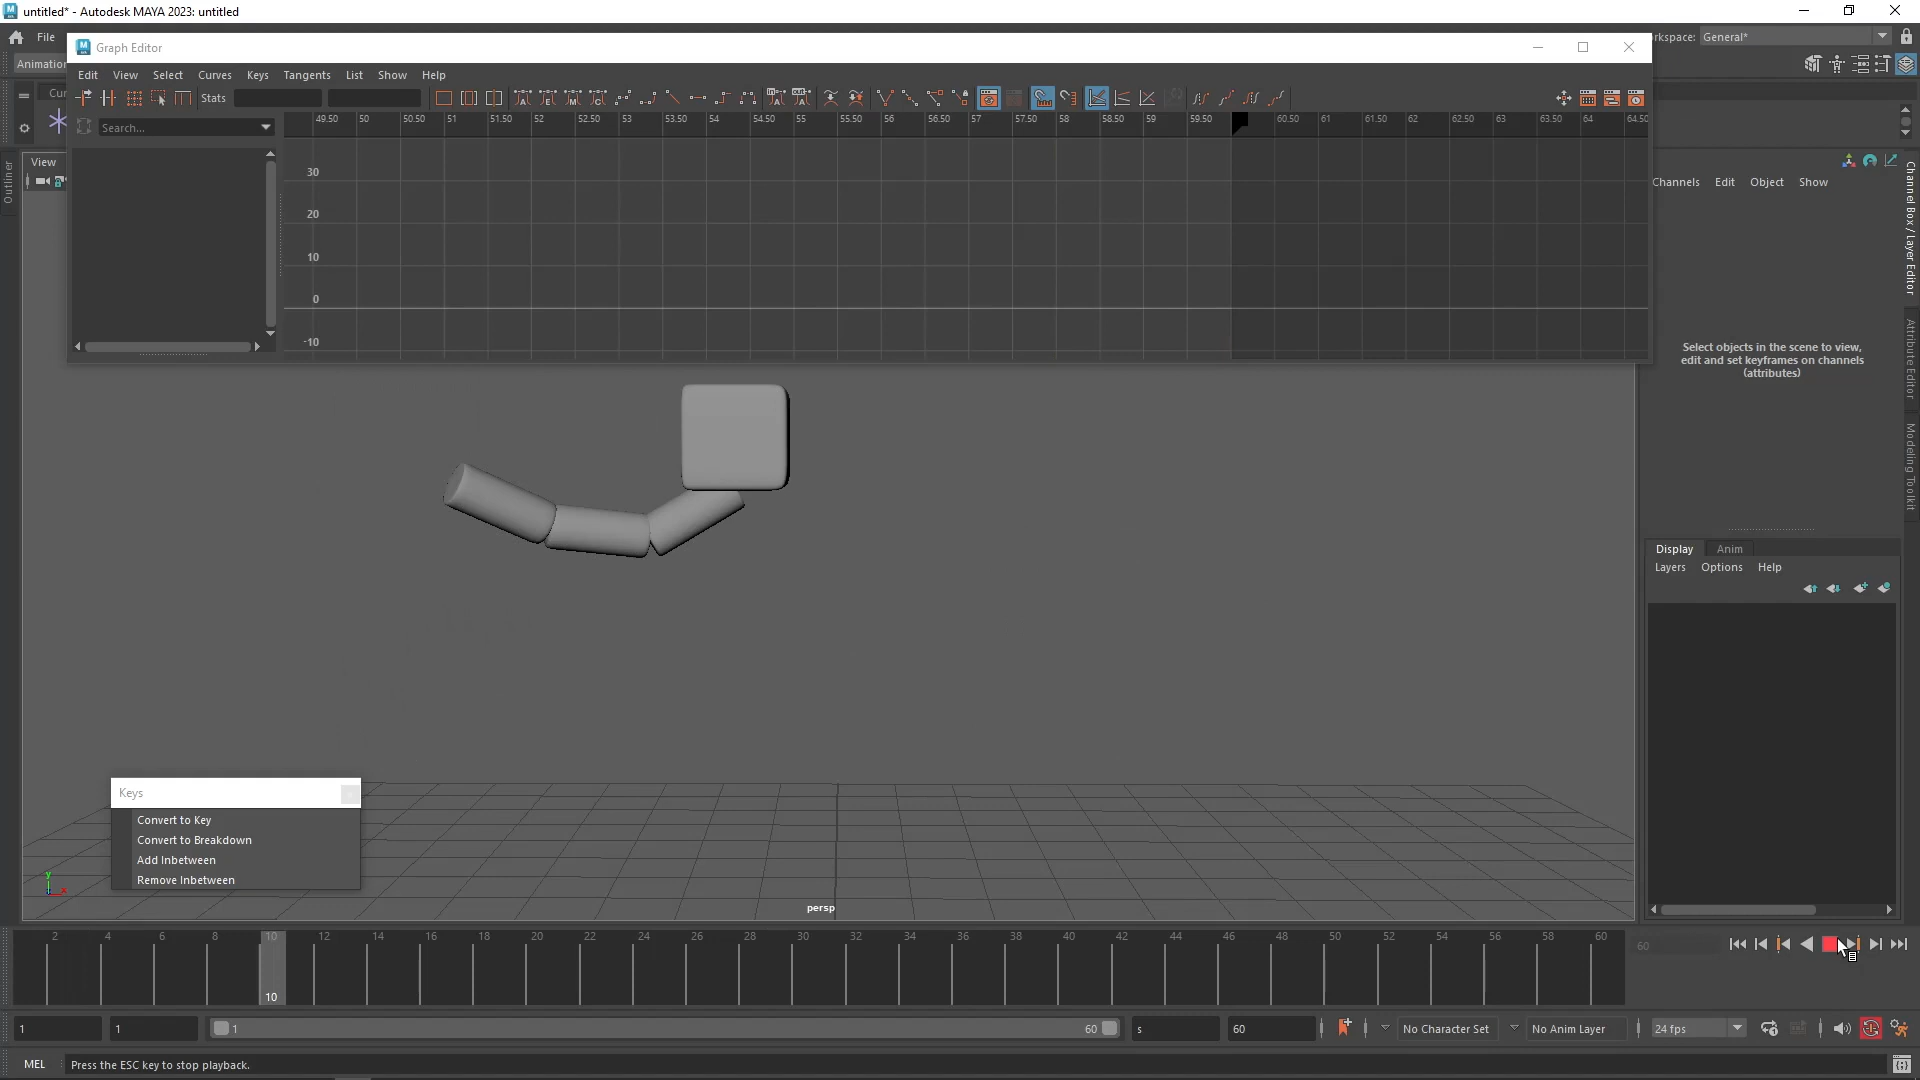 untitled* - Autodesk MAYA 2023: untitled
File
rkspace: General*
Graph Editor
Animation
Edit View Select Curves Keys Tangents List Show Help
Cu
Stats
Search...
49.50 50 50.50 51 51.50 52 52.50 53 53.50 54 54.50 55 55.50 56 56.50 57 57.50 58 58.50 59 59.50 60.50 61 61.50 62 62.50 63 63.50 64 64.50
View
Outliner
30
20
10
0
-10
Channels Edit Object Show
Channel Box / Layer Editor
Attribute Editor
Modeling Toolkit
Select objects in the scene to view,
edit and set keyframes on channels
(attributes)
Display Anim
Layers Options Help
Keys
Convert to Key
Convert to Breakdown
Add Inbetween
Remove Inbetween
y
x
persp
2 4 6 8 10 12 14 16 18 20 22 24 26 28 30 32 34 36 38 40 42 44 46 48 50 52 54 56 58 60
60
10
1 1 1 60 s 60 No Character Set No Anim Layer 24 fps
MEL Press the ESC key to stop playback.